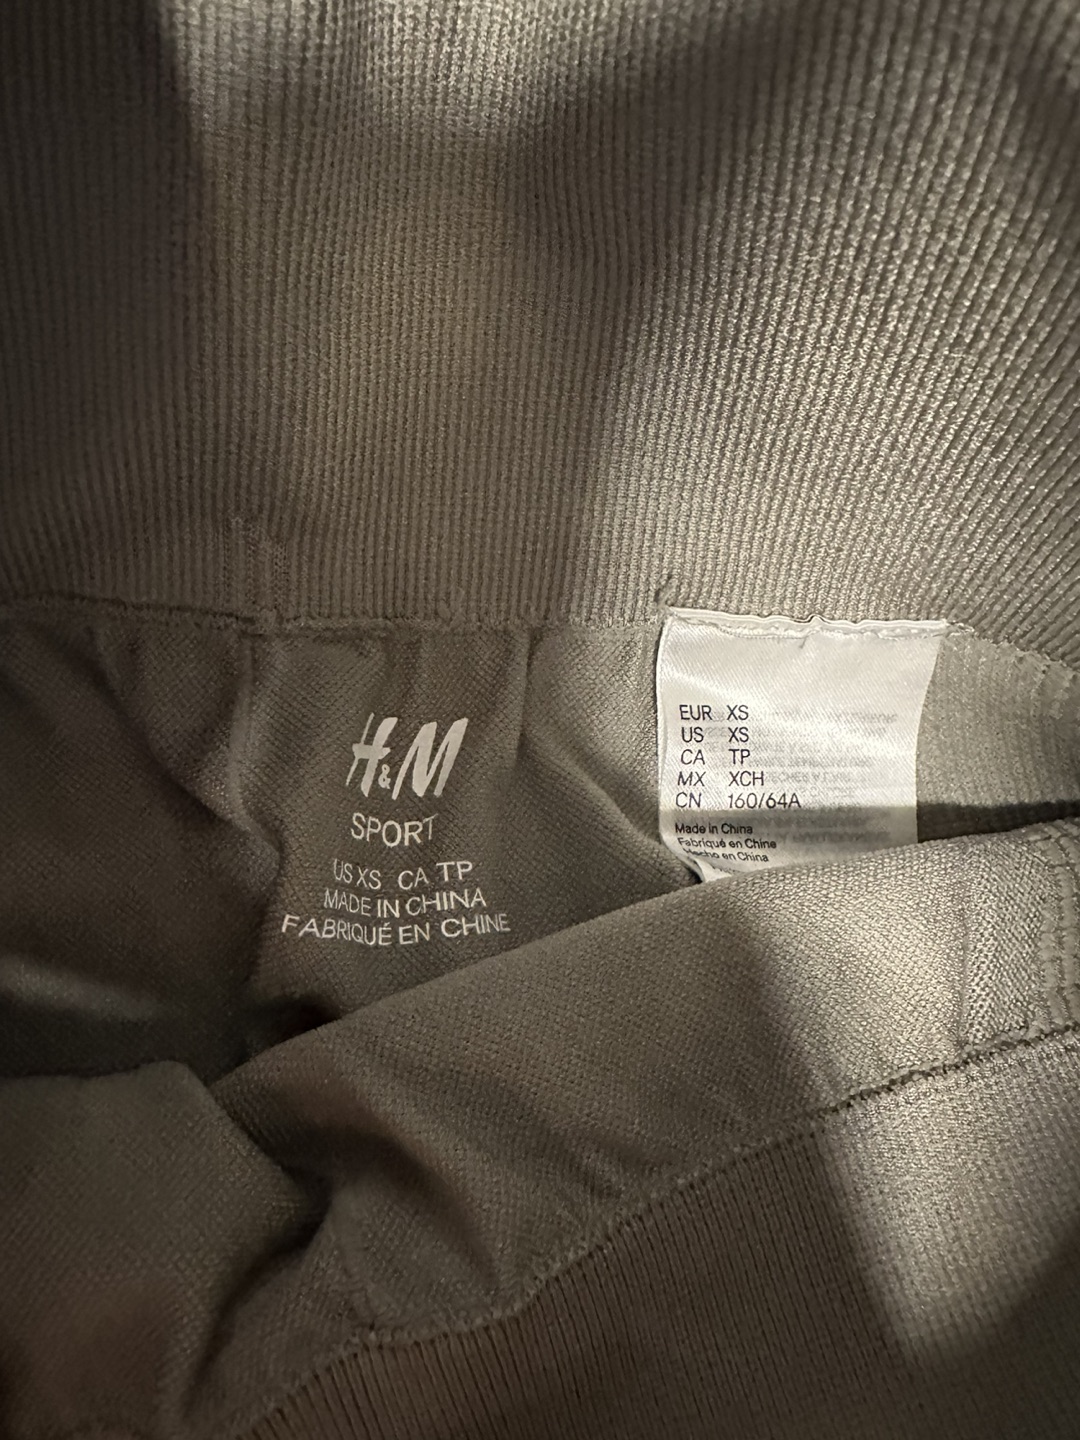 H&M
SPORT
US XS CA TP
MADE IN CHINA
FABRIQUÉ EN CHINE
EUR XS
US XS
CA TP
MX XCH
CN 160/64A
Made in China
Fabriqué en Chine
Hecho en China